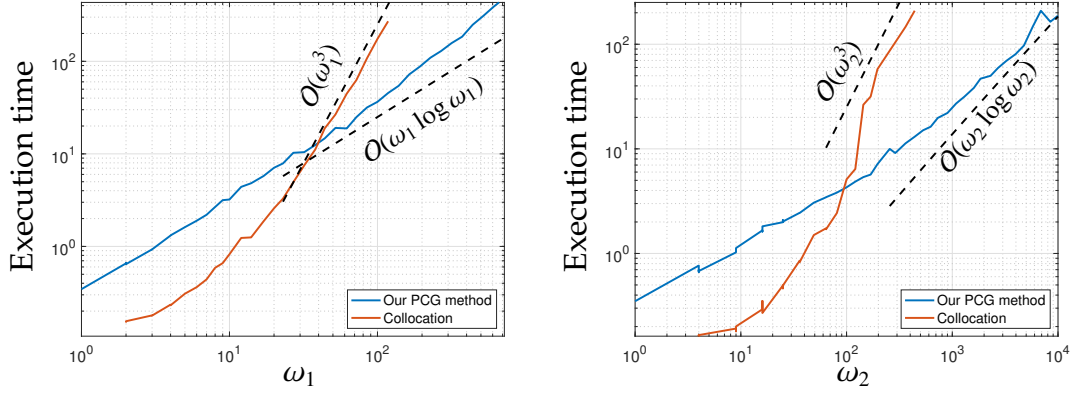 Execution time
10^2
10^1
10^0
O(ω_1^3)
O(ω_1 log ω_1)
Our PCG method
Collocation
10^0
10^1
10^2
ω_1
Execution time
10^2
10^1
10^0
O(ω_2^3)
O(ω_2 log ω_2)
Our PCG method
Collocation
10^0
10^1
10^2
10^3
10^4
ω_2